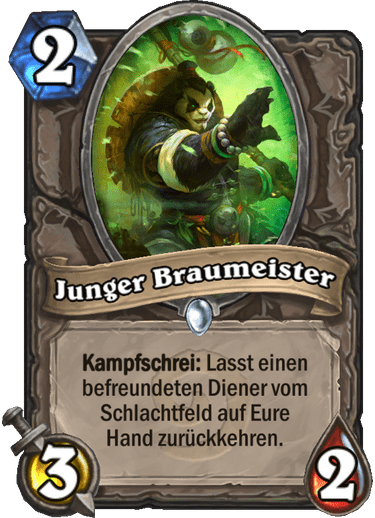 2
Junger Braumeister
Kampfschrei: Lasst einen
befreundeten Diener vom
Schlachtfeld auf Eure
Hand zurückkehren.
3
2